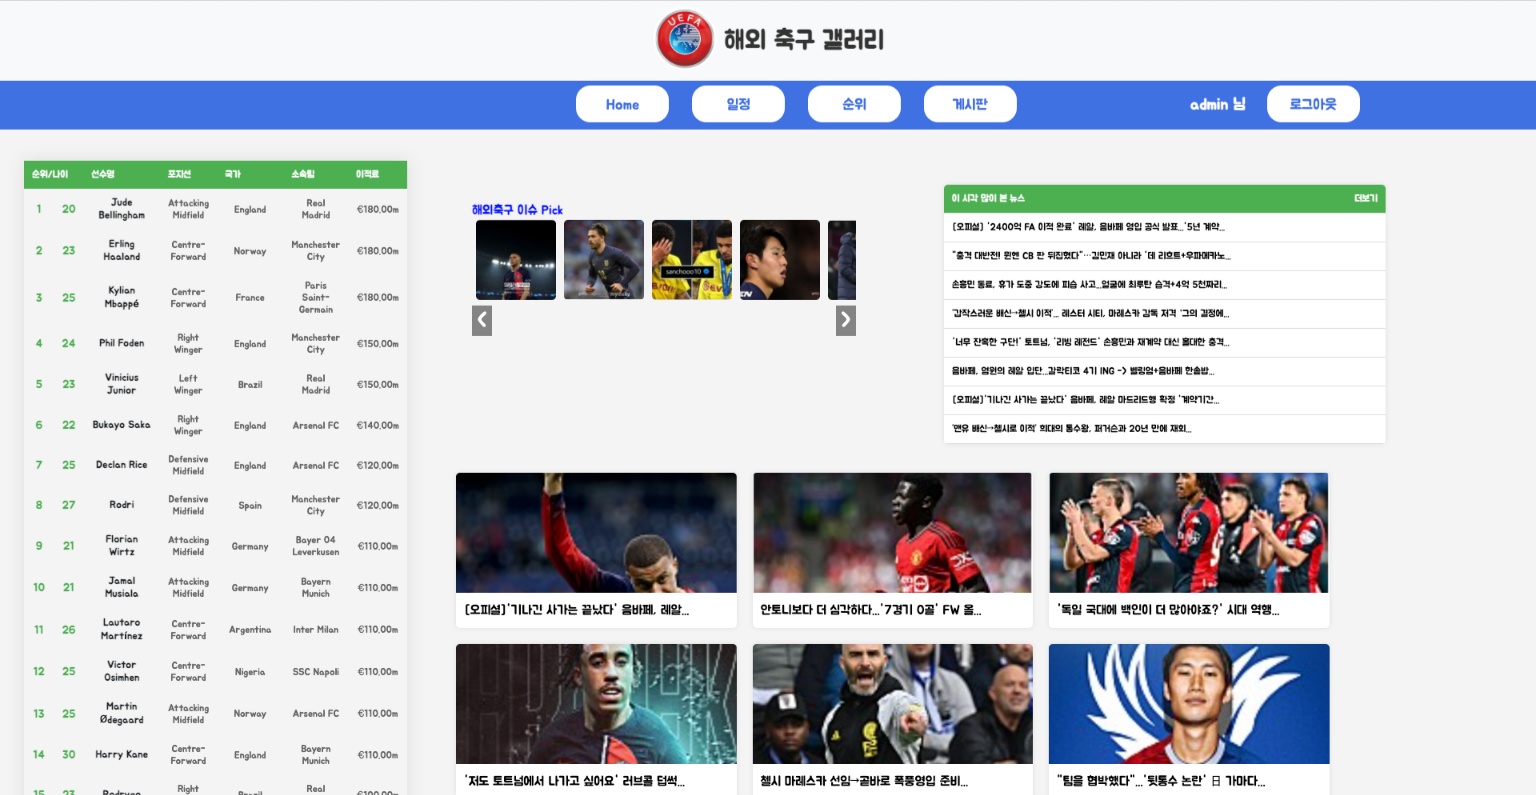 UEFA
해외 축구 갤러리
Home 일정 순위 게시판 admin 님 로그아웃
순위/나이 선수명 포지션 국가 소속팀 이적료
1 20 Jude Bellingham Attacking Midfield England Real Madrid €180,00m
2 23 Erling Haaland Centre-Forward Norway Manchester City €180,00m
3 25 Kylian Mbappé Centre-Forward France Paris Saint-Germain €180,00m
4 24 Phil Foden Right Winger England Manchester City €150,00m
5 23 Vinicius Junior Left Winger Brazil Real Madrid €150,00m
6 22 Bukayo Saka Right Winger England Arsenal FC €140,00m
7 25 Declan Rice Defensive Midfield England Arsenal FC €120,00m
8 27 Rodri Defensive Midfield Spain Manchester City €120,00m
9 21 Florian Wirtz Attacking Midfield Germany Bayer 04 Leverkusen €110,00m
10 21 Jamal Musiala Attacking Midfield Germany Bayern Munich €110,00m
11 26 Lautaro Martínez Centre-Forward Argentina Inter Milan €110,00m
12 25 Victor Osimhen Centre-Forward Nigeria SSC Napoli €110,00m
13 25 Martin Ødegaard Attacking Midfield Norway Arsenal FC €110,00m
14 30 Harry Kane Centre-Forward England Bayern Munich €110,00m
15 23 Rodrygo Right Brazil Real €100,00m
해외축구 이슈 Pick
sanchooo10
이 시각 많이 본 뉴스 더보기
[오피셜] '2400억 FA 이적 완료' 레알, 음바페 영입 공식 발표...'5년 계약...
"충격 대반전! 뮌헨 CB 판 뒤집혔다"…김민재 아니라 '데 리흐트+우파메카노...
손흥민 동료, 휴가 도중 강도에 피습 사고...얼굴에 최루탄 습격+4억 5천짜리...
'갑작스러운 배신→첼시 이적'... 레스터 시티, 마레스카 감독 저격 '그의 결정에...
'너무 잔혹한 구단!' 토트넘, '리빙 레전드' 손흥민과 재계약 대신 홀대한 충격...
음바페, 염원의 레알 입단...갈락티코 4기 ING -> 벨링엄+음바페 한솥밥...
[오피셜]'기나긴 사가는 끝났다' 음바페, 레알 마드리드행 확정 '계약기간...
'맨유 배신→첼시로 이적' 희대의 통수왕, 퍼거슨과 20년 만에 재회...
[오피셜]'기나긴 사가는 끝났다' 음바페, 레알...
안토니보다 더 심각하다...'7경기 0골' FW 올...
'독일 국대에 백인이 더 많아야죠?' 시대 역행...
'저도 토트넘에서 나가고 싶어요' 러브콜 덥썩...
첼시 마레스카 선임→곧바로 폭풍영입 준비...
"팀을 협박했다"...'뒷통수 논란' 日 가마다...